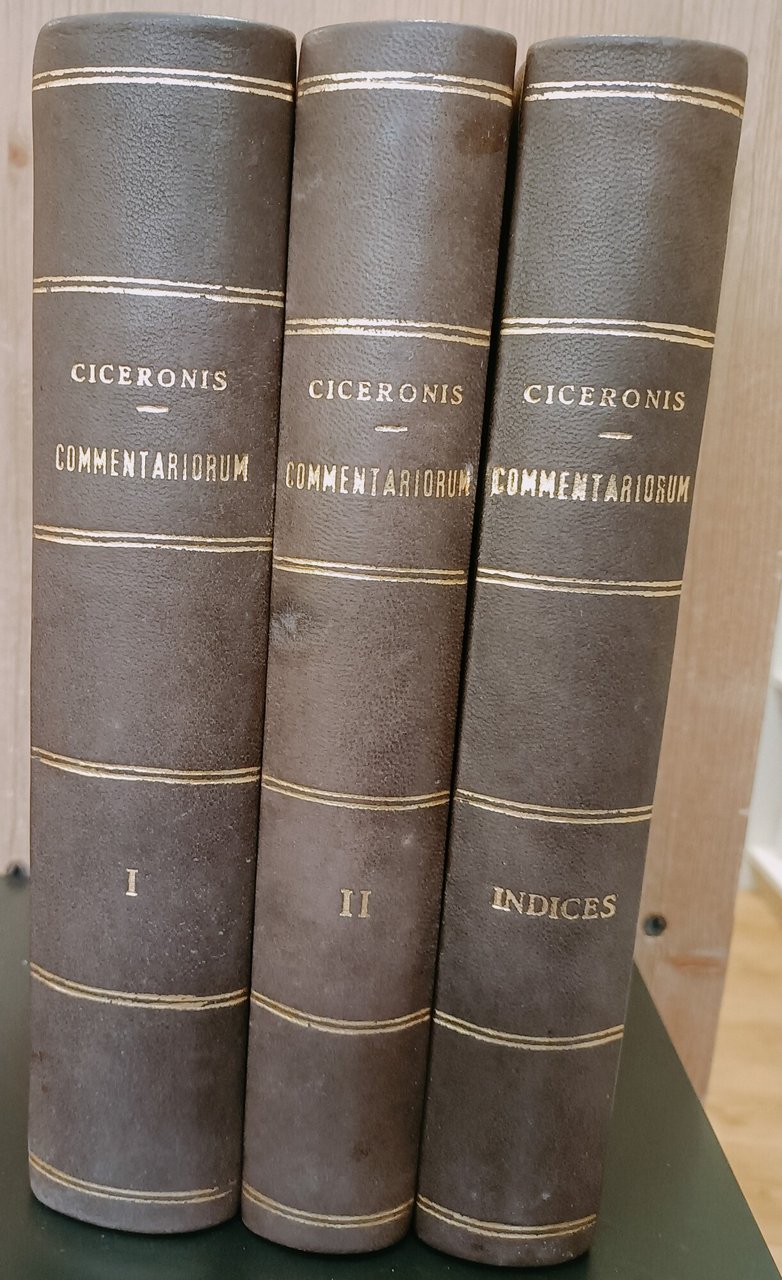 CICERONIS
COMMENTARIORUM
I
CICERONIS
COMMENTARIORUM
II
CICERONIS
COMMENTARIORUM
INDICES